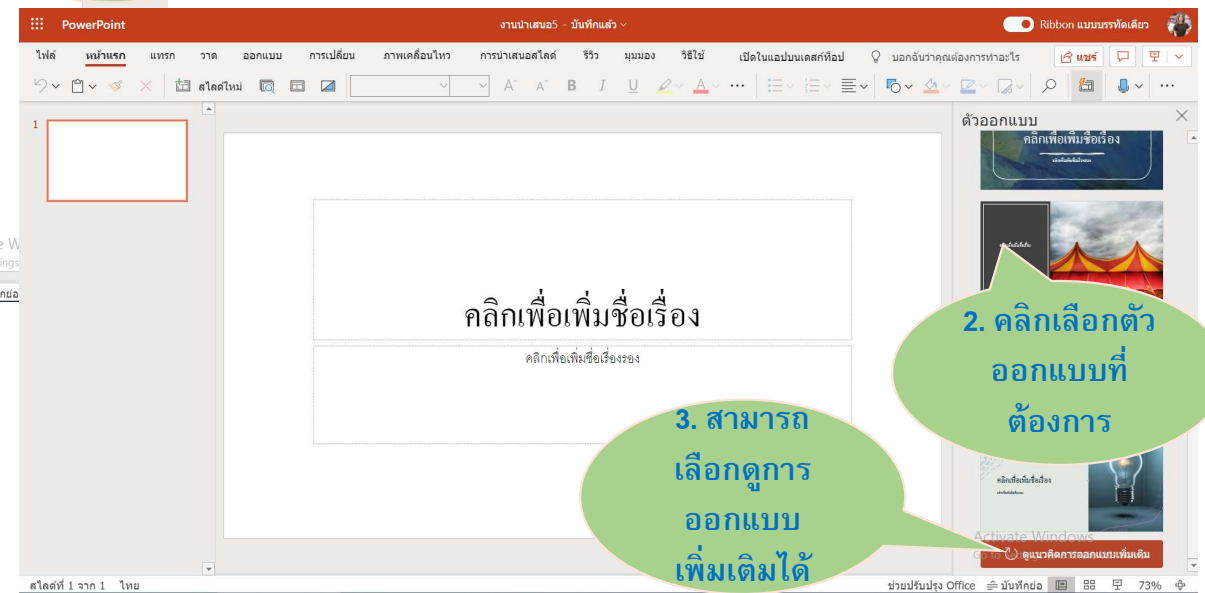 PowerPoint
งานนำเสนอ5 - บันทึกแล้ว
Ribbon แบบบรรทัดเดียว
ไฟล์ หน้าแรก แทรก วาด ออกแบบ การเปลี่ยน ภาพเคลื่อนไหว การนำเสนอสไลด์ รีวิว มุมมอง วิธีใช้ เปิดในแอปบนเดสก์ท็อป บอกฉันว่าคุณต้องการทำอะไร แชร์
สไลด์ใหม่
B I U A
ตัวออกแบบ
1
คลิกเพื่อเพิ่มชื่อเรื่อง
คลิกเพื่อเพิ่มชื่อเรื่อง
คลิกเพื่อเพิ่มชื่อเรื่องรอง
2. คลิกเลือกตัว
ออกแบบที่
ต้องการ
3. สามารถ
เลือกดูการ
ออกแบบ
เพิ่มเติมได้
คลิกเพื่อเพิ่มชื่อเรื่อง
Activate Windows
ดูแนวคิดการออกแบบเพิ่มเติม
สไลด์ที่ 1 จาก 1 ไทย
ช่วยปรับปรุง Office บันทึกย่อ 73%